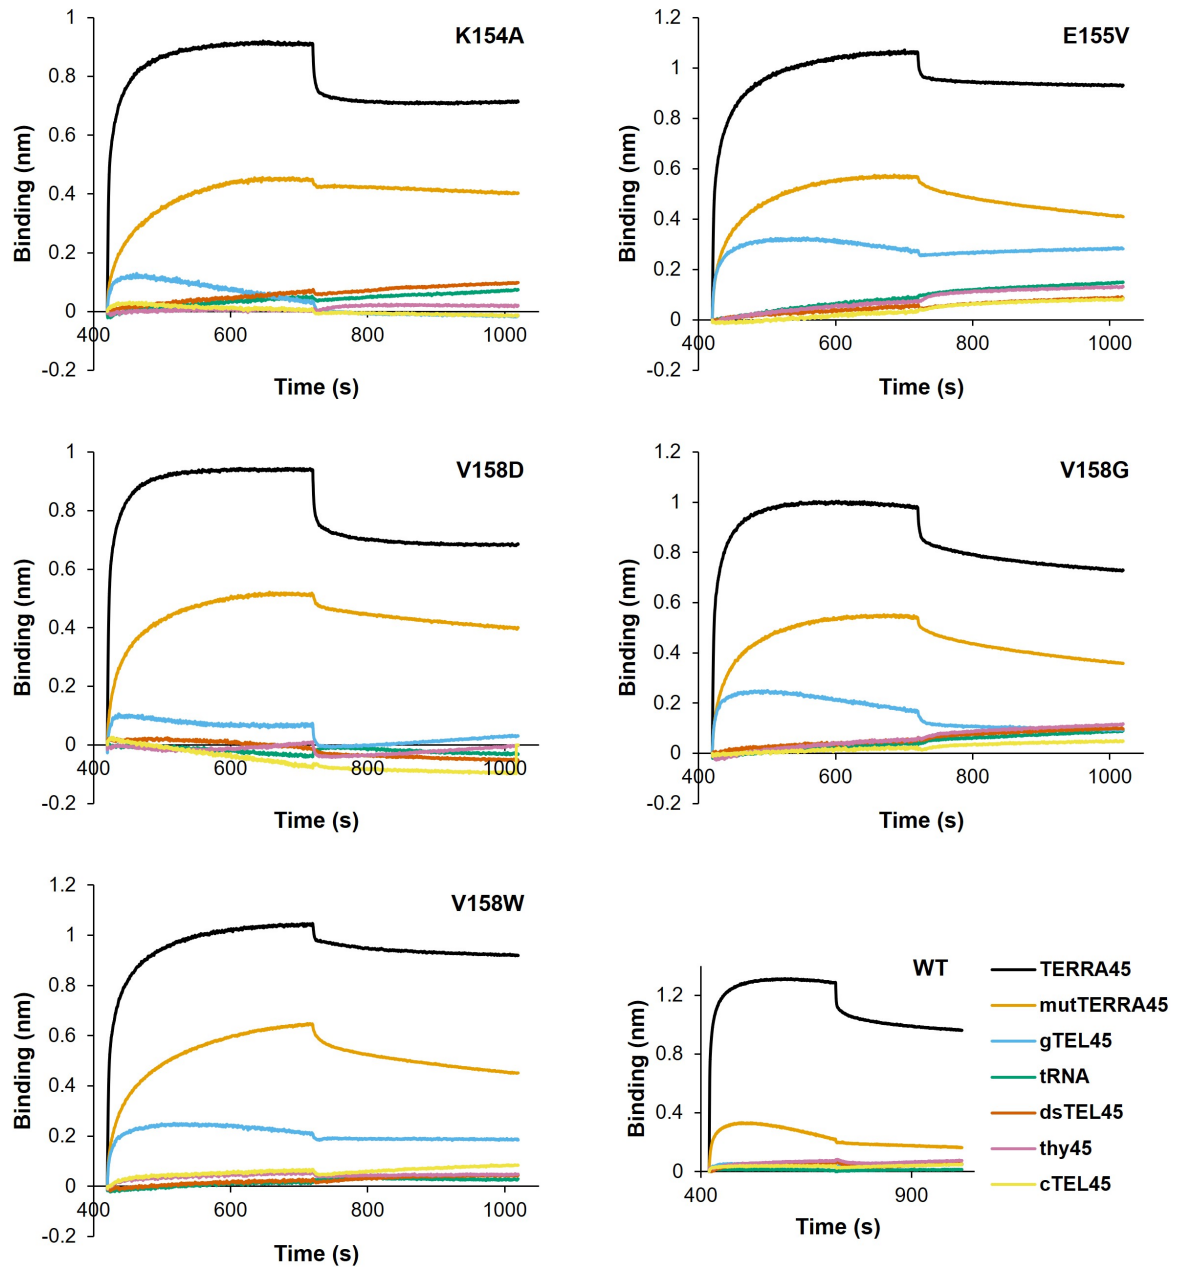 K154A
1
0.8
0.6
0.4
0.2
0
-0.2
400
600
800
1000
Binding (nm)
Time (s)
E155V
1.2
1
0.8
0.6
0.4
0.2
0
-0.2
400
600
800
1000
Binding (nm)
Time (s)
V158D
1
0.8
0.6
0.4
0.2
0
-0.2
400
600
800
1000
Binding (nm)
Time (s)
V158G
1.2
1
0.8
0.6
0.4
0.2
0
-0.2
400
600
800
1000
Binding (nm)
Time (s)
V158W
1.2
1
0.8
0.6
0.4
0.2
0
-0.2
400
600
800
1000
Binding (nm)
Time (s)
WT
1.2
0.8
0.4
0
400
900
Binding (nm)
Time (s)
TERRA45
mutTERRA45
gTEL45
tRNA
dsTEL45
thy45
cTEL45